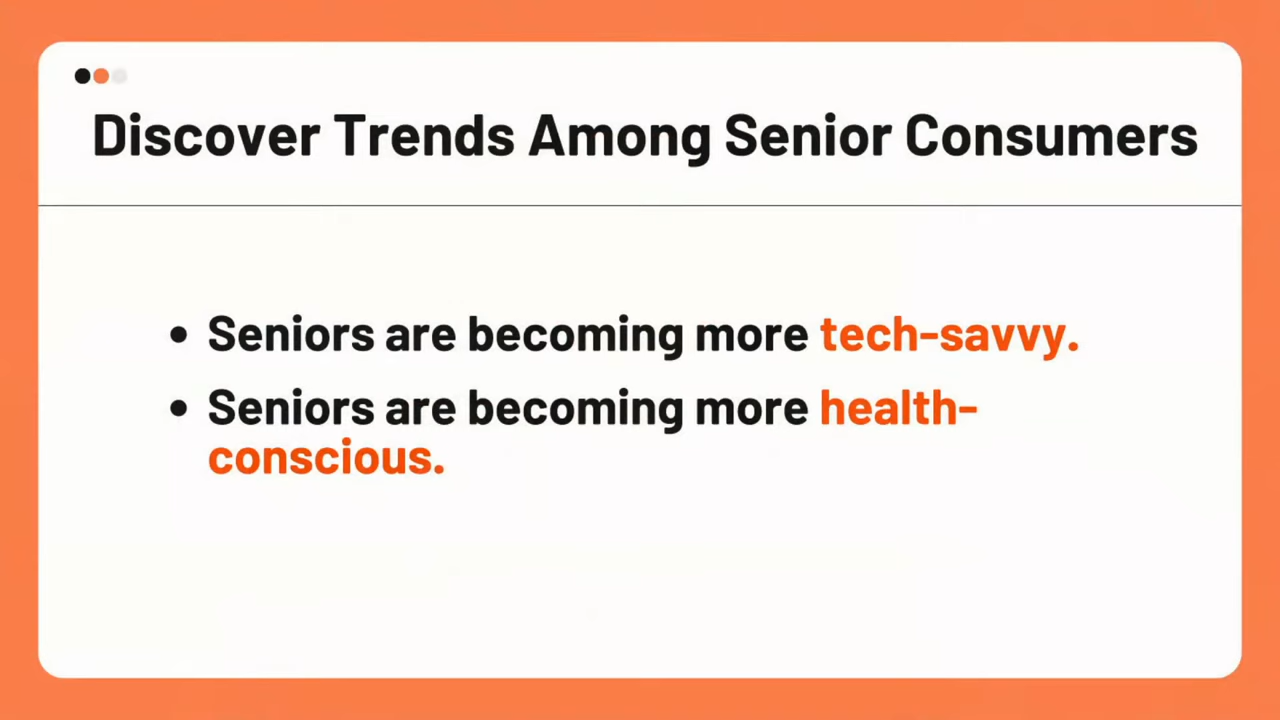 Discover Trends Among Senior Consumers
• Seniors are becoming more tech-savvy.
• Seniors are becoming more health-
conscious.